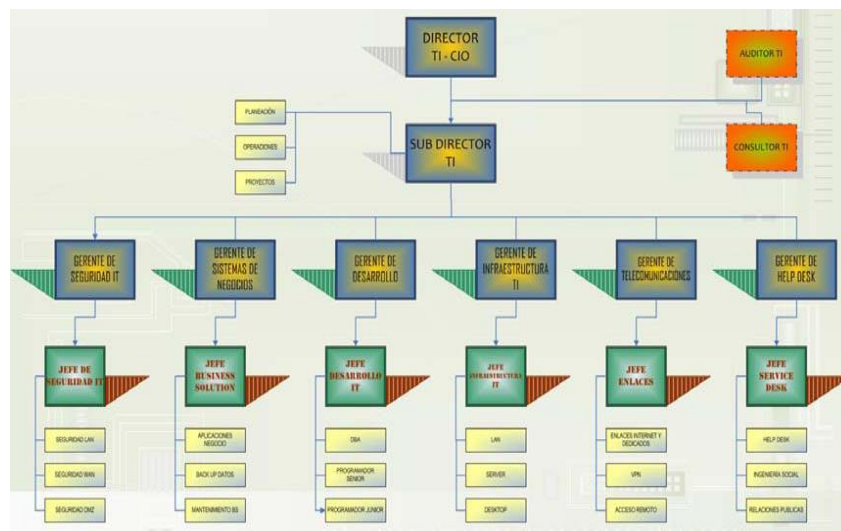 DIRECTOR
TI - CIO
AUDITOR TI
PLANEACIÓN
OPERACIONES
PROYECTOS
SUB DIRECTOR
TI
CONSULTOR TI
GERENTE DE
SEGURIDAD IT
GERENTE DE
SISTEMAS DE
NEGOCIOS
GERENTE DE
DESARROLLO
GERENTE DE
INFRAESTRUCTURA
TI
GERENTE DE
TELECOMUNICACIONES
GERENTE DE
HELP DESK
JEFE DE
SEGURIDAD IT
JEFE
BUSINESS
SOLUTION
JEFE
DESARROLLO
IT
JEFE
INFRAESTRUCTURA
IT
JEFE
ENLACES
JEFE
SERVICE
DESK
SEGURIDAD LAN
SEGURIDAD WAN
SEGURIDAD DMZ
APLICACIONES
NEGOCIO
BACK UP DATOS
MANTENIMIENTO BS
DBA
PROGRAMADOR
SENIOR
PROGRAMADOR JUNIOR
LAN
SERVER
DESKTOP
ENLACES INTERNET Y
DEDICADOS
VPN
ACCESO REMOTO
HELP DESK
INGENIERÍA SOCIAL
RELACIONES PUBLICAS